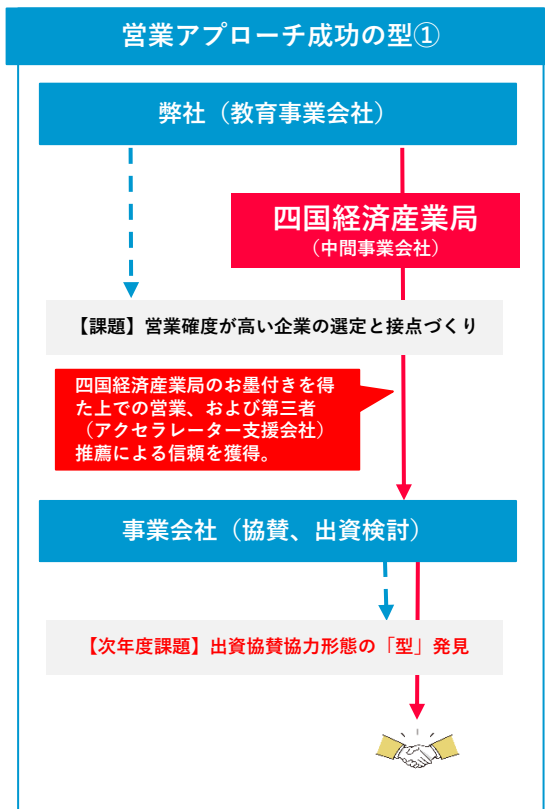 営業アプローチ成功の型①
弊社（教育事業会社）
四国経済産業局
（中間事業会社）
【課題】営業確度が高い企業の選定と接点づくり
四国経済産業局のお墨付きを得
た上での営業、および第三者
（アクセラレーター支援会社）
推薦による信頼を獲得。
事業会社（協賛、出資検討）
【次年度課題】出資協賛協力形態の「型」発見